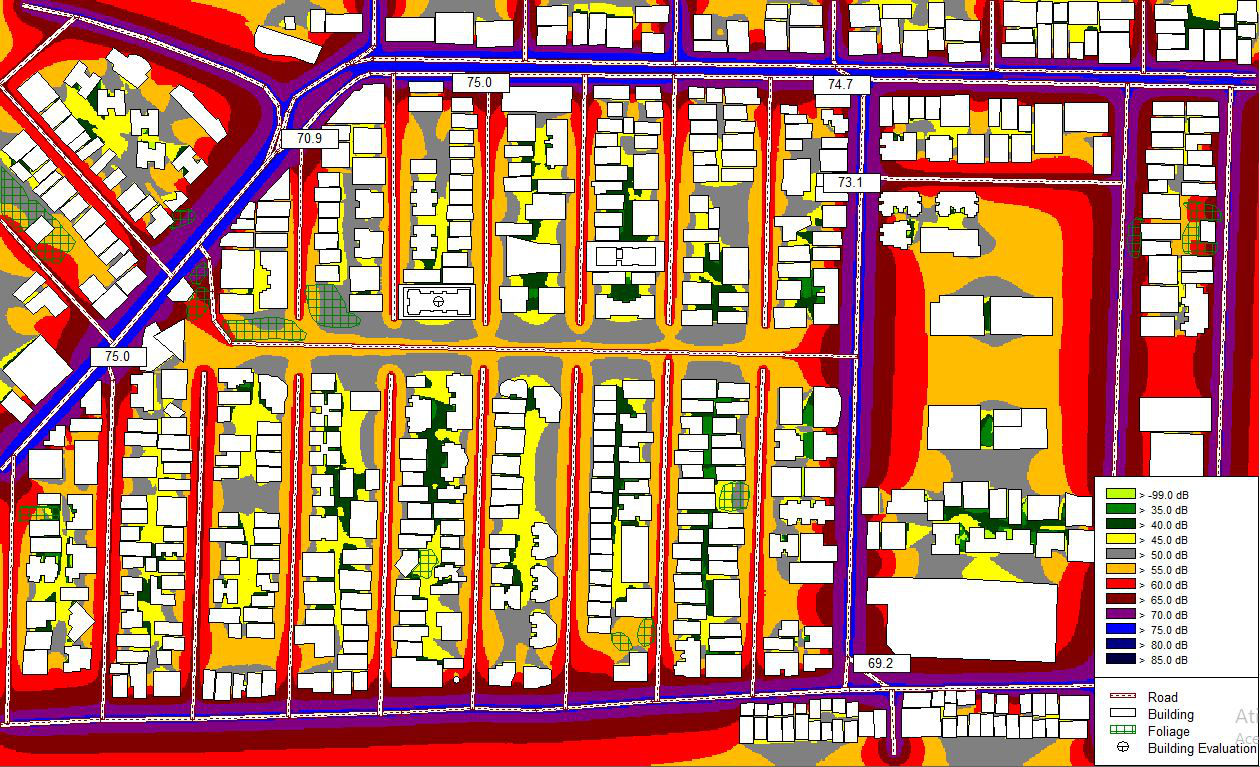 75.0
74.7
70.9
73.1
75.0
69.2
> -99.0 dB
> 35.0 dB
> 40.0 dB
> 45.0 dB
> 50.0 dB
> 55.0 dB
> 60.0 dB
> 65.0 dB
> 70.0 dB
> 75.0 dB
> 80.0 dB
> 85.0 dB
Road
Building
Foliage
Building Evaluation
Ati
Ace